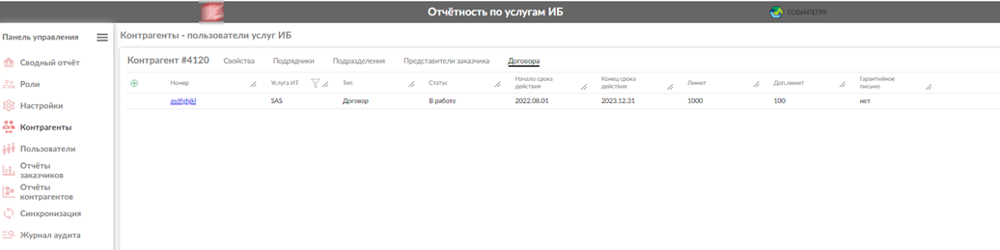 Отчётность по услугам ИБ
СОБИНТЕГРА
Панель управления
Контрагенты - пользователи услуг ИБ
Сводный отчёт
Роли
Настройки
Контрагенты
Пользователи
Отчёты
заказчиков
Отчёты
контрагентов
Синхронизация
Журнал аудита
Контрагент #4120 Свойства Подрядчики Подразделения Представители заказчика Договора
Номер Услуга ИТ Тип Статус Начало срока действия Конец срока действия Лимит Доп.лимит Гарантийное письмо
asdfghjkl SAS Договор В работе 2022.08.01 2023.12.31 1000 100 нет